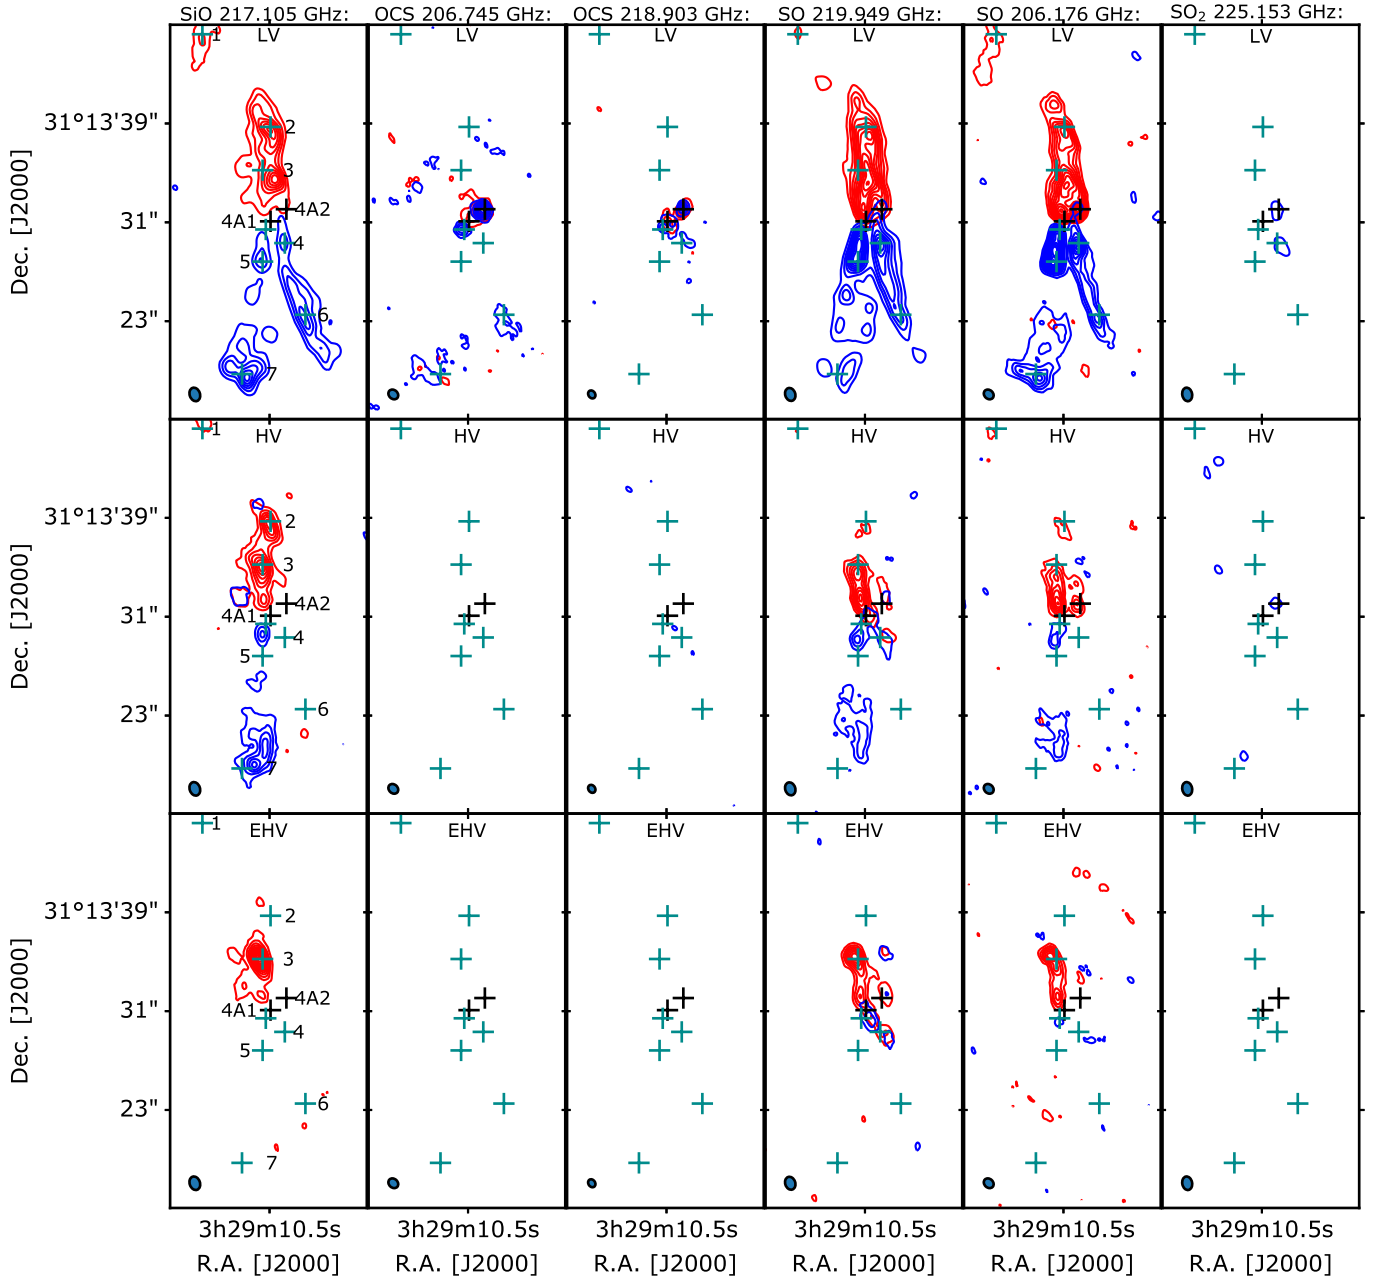 SiO 217.105 GHz: OCS 206.745 GHz: OCS 218.903 GHz: SO 219.949 GHz: SO 206.176 GHz: SO₂ 225.153 GHz:
LV LV LV LV LV LV
1
31°13'39"
2
3
4A2
4A1
31"
4
5
6
23"
7
Dec. [J2000]
HV HV HV HV HV HV
1
31°13'39"
2
3
4A2
4A1
31"
4
5
6
23"
7
Dec. [J2000]
EHV EHV EHV EHV EHV EHV
1
31°13'39"
2
3
4A2
4A1
31"
4
5
6
23"
7
Dec. [J2000]
3h29m10.5s 3h29m10.5s 3h29m10.5s 3h29m10.5s 3h29m10.5s 3h29m10.5s
R.A. [J2000] R.A. [J2000] R.A. [J2000] R.A. [J2000] R.A. [J2000] R.A. [J2000]